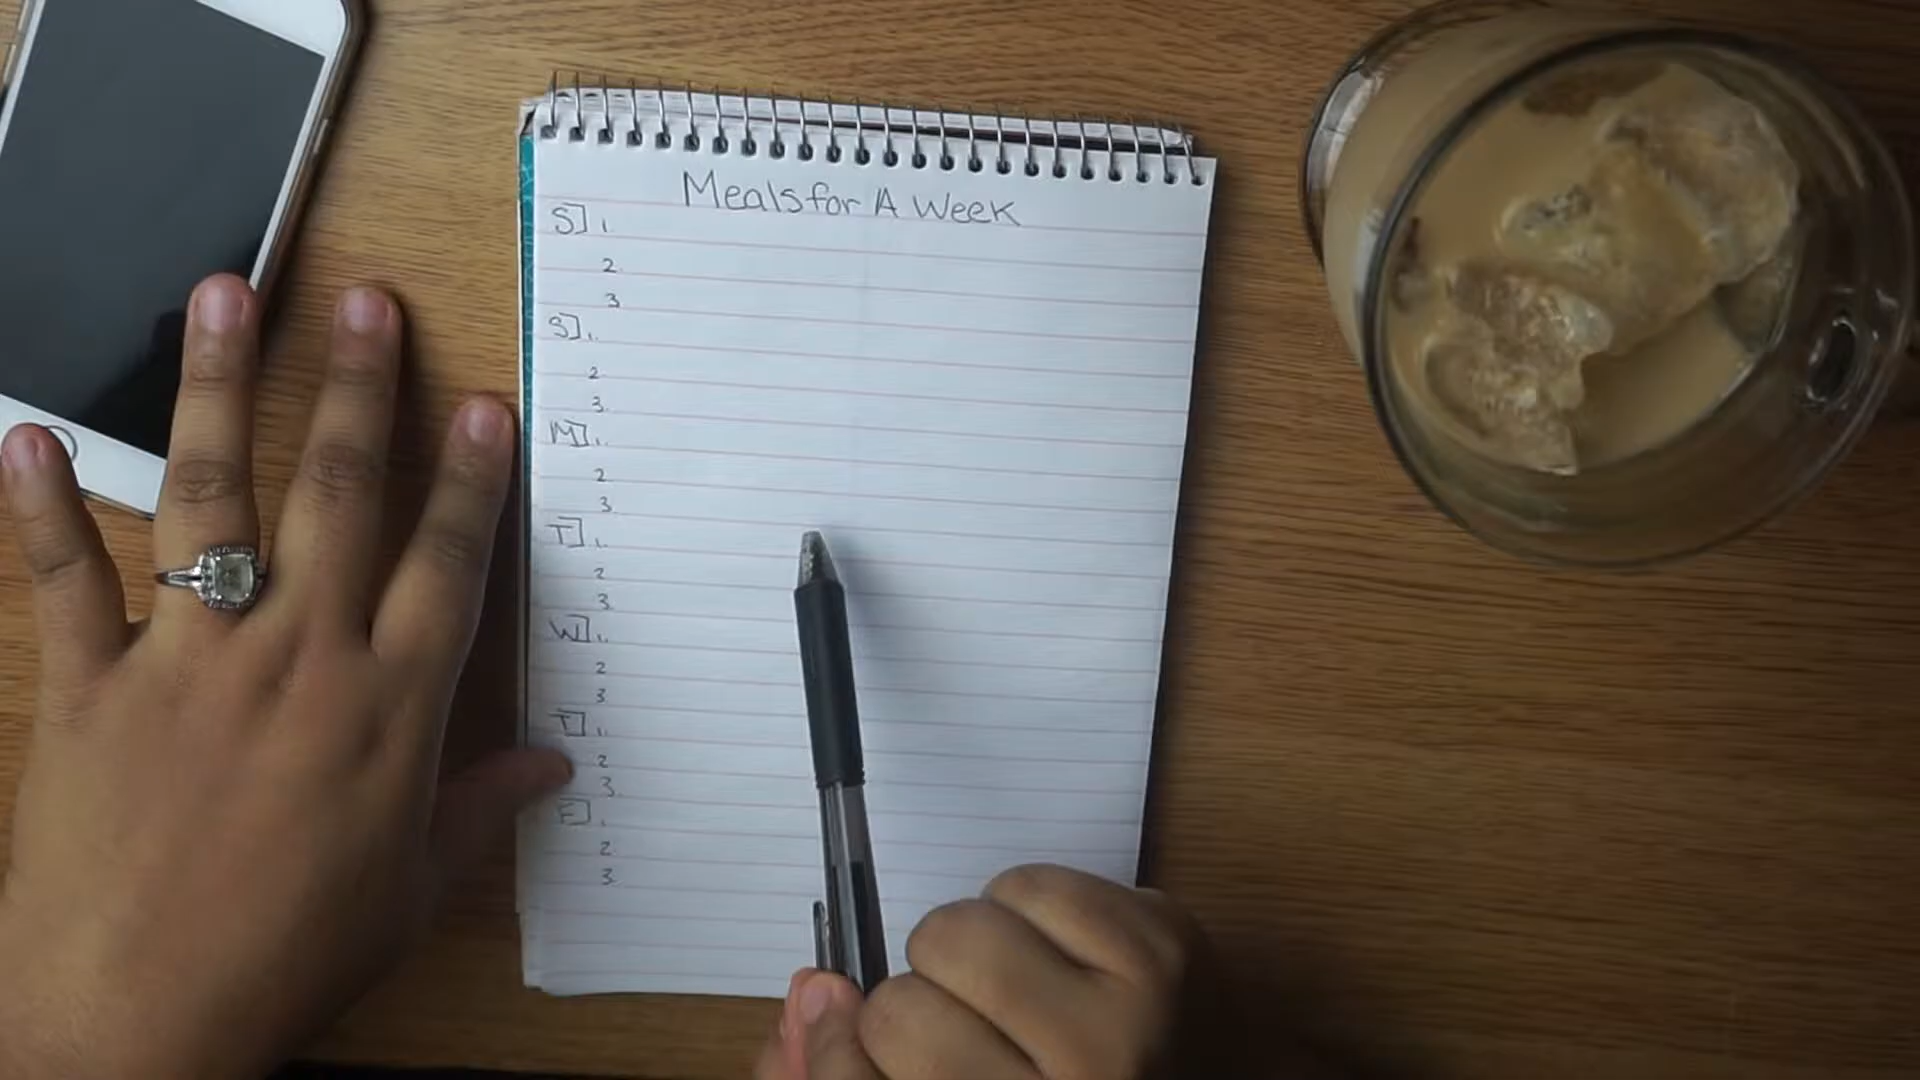 Meals for A Week
S] 1
2.
3
S] 1.
2
3.
M] 1.
2
3.
T] 1.
2
3.
W] 1.
2
3
T] 1.
2
3.
F] 1.
2
3.